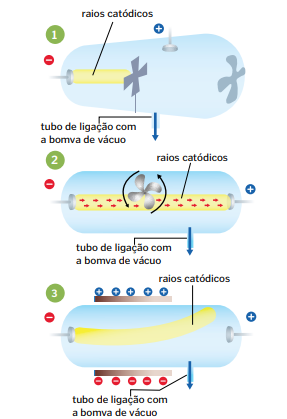 raios catódicos
1
+
−
tubo de ligação com
a bomva de vácuo
2
raios catódicos
−
+
tubo de ligação com
a bomva de vácuo
3
raios catódicos
+ + + + +
−
+
− − − − −
tubo de ligação com
a bomva de vácuo